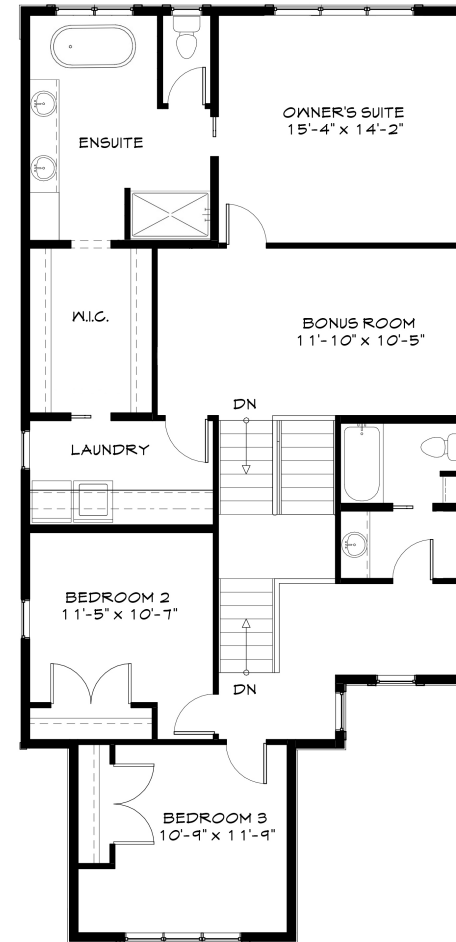 OWNER'S SUITE
15'-4" x 14'-2"
ENSUITE
W.I.C.
BONUS ROOM
11'-10" x 10'-5"
DN
LAUNDRY
BEDROOM 2
11'-5" x 10'-7"
DN
BEDROOM 3
10'-9" x 11'-9"